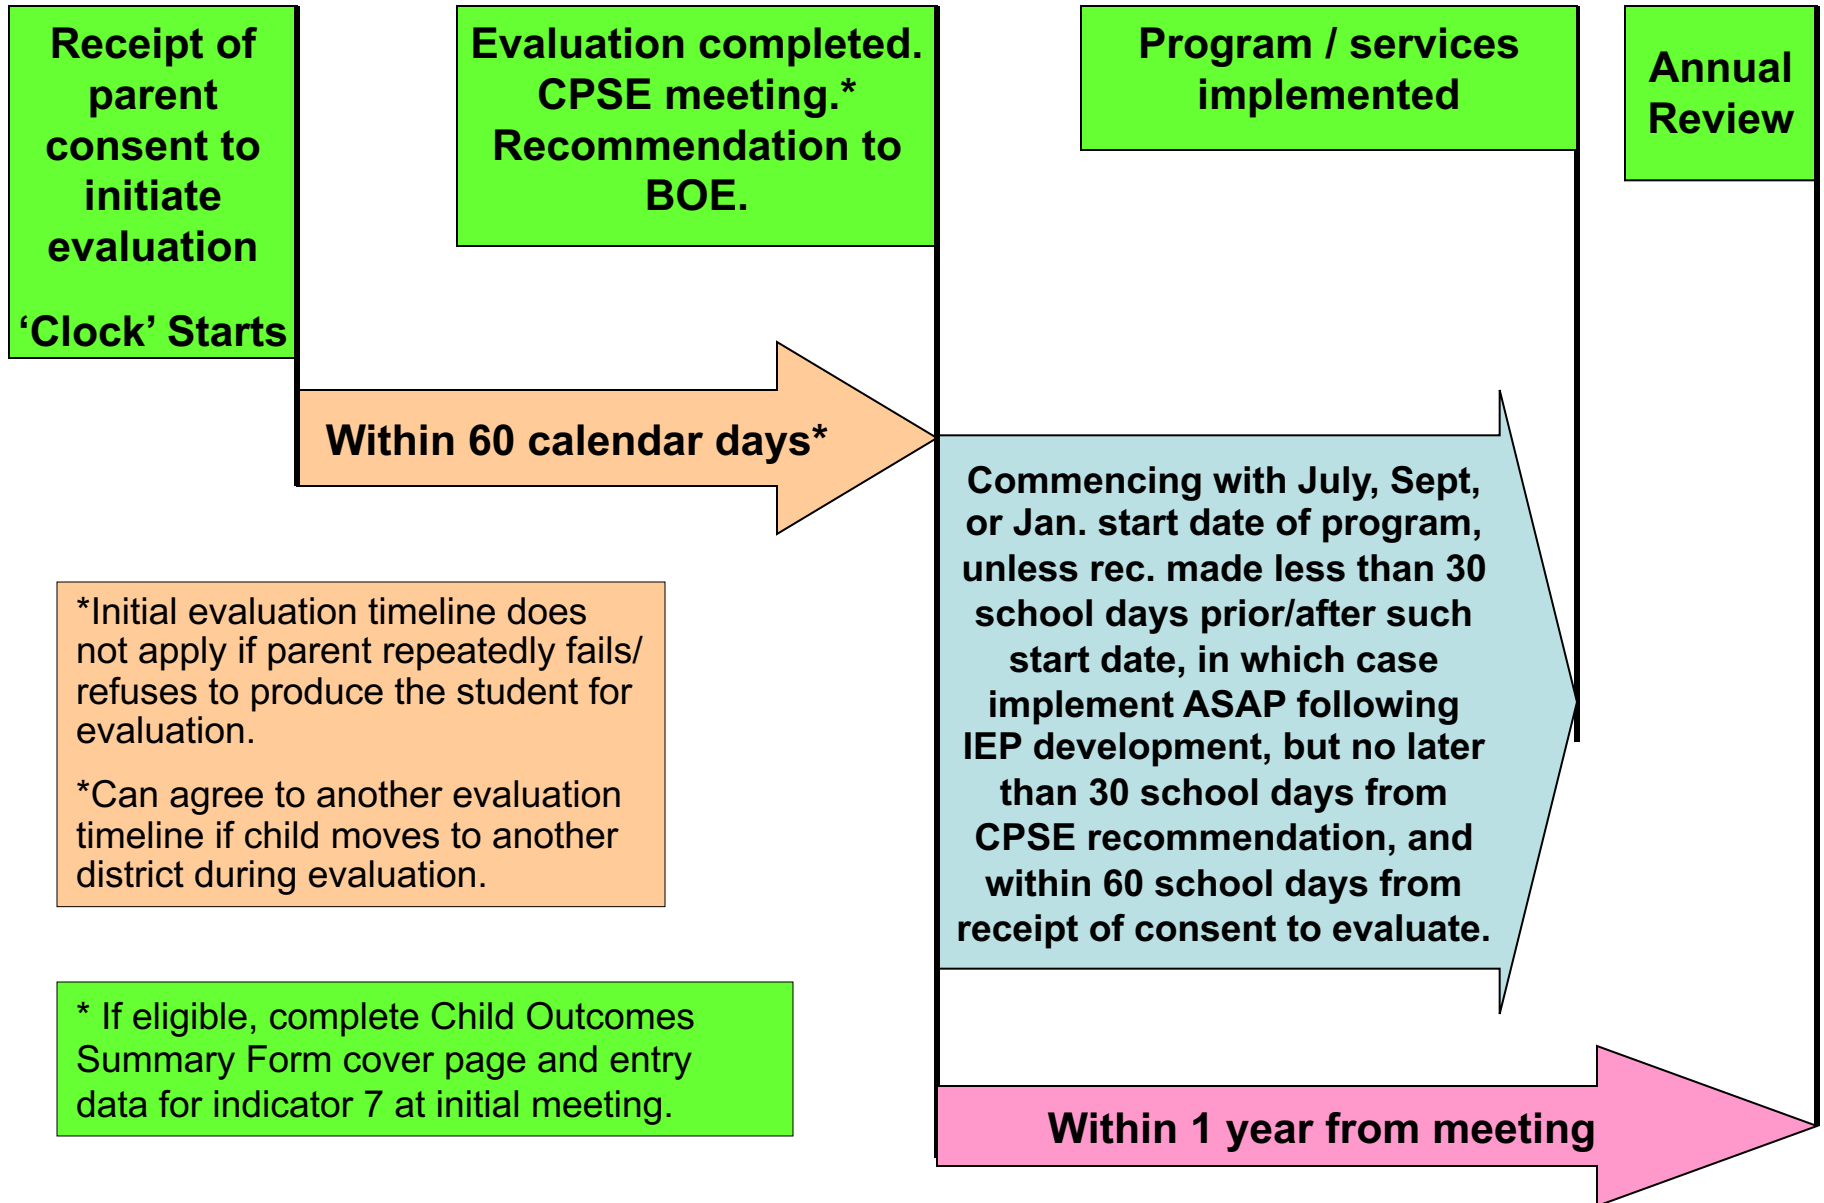 Receipt of
parent
consent to
initiate
evaluation
‘Clock’ Starts
Evaluation completed.
CPSE meeting.*
Recommendation to
BOE.
Program / services
implemented
Annual
Review
Within 60 calendar days*
Commencing with July, Sept,
or Jan. start date of program,
unless rec. made less than 30
school days prior/after such
start date, in which case
implement ASAP following
IEP development, but no later
than 30 school days from
CPSE recommendation, and
within 60 school days from
receipt of consent to evaluate.
*Initial evaluation timeline does
not apply if parent repeatedly fails/
refuses to produce the student for
evaluation.
*Can agree to another evaluation
timeline if child moves to another
district during evaluation.
* If eligible, complete Child Outcomes
Summary Form cover page and entry
data for indicator 7 at initial meeting.
Within 1 year from meeting